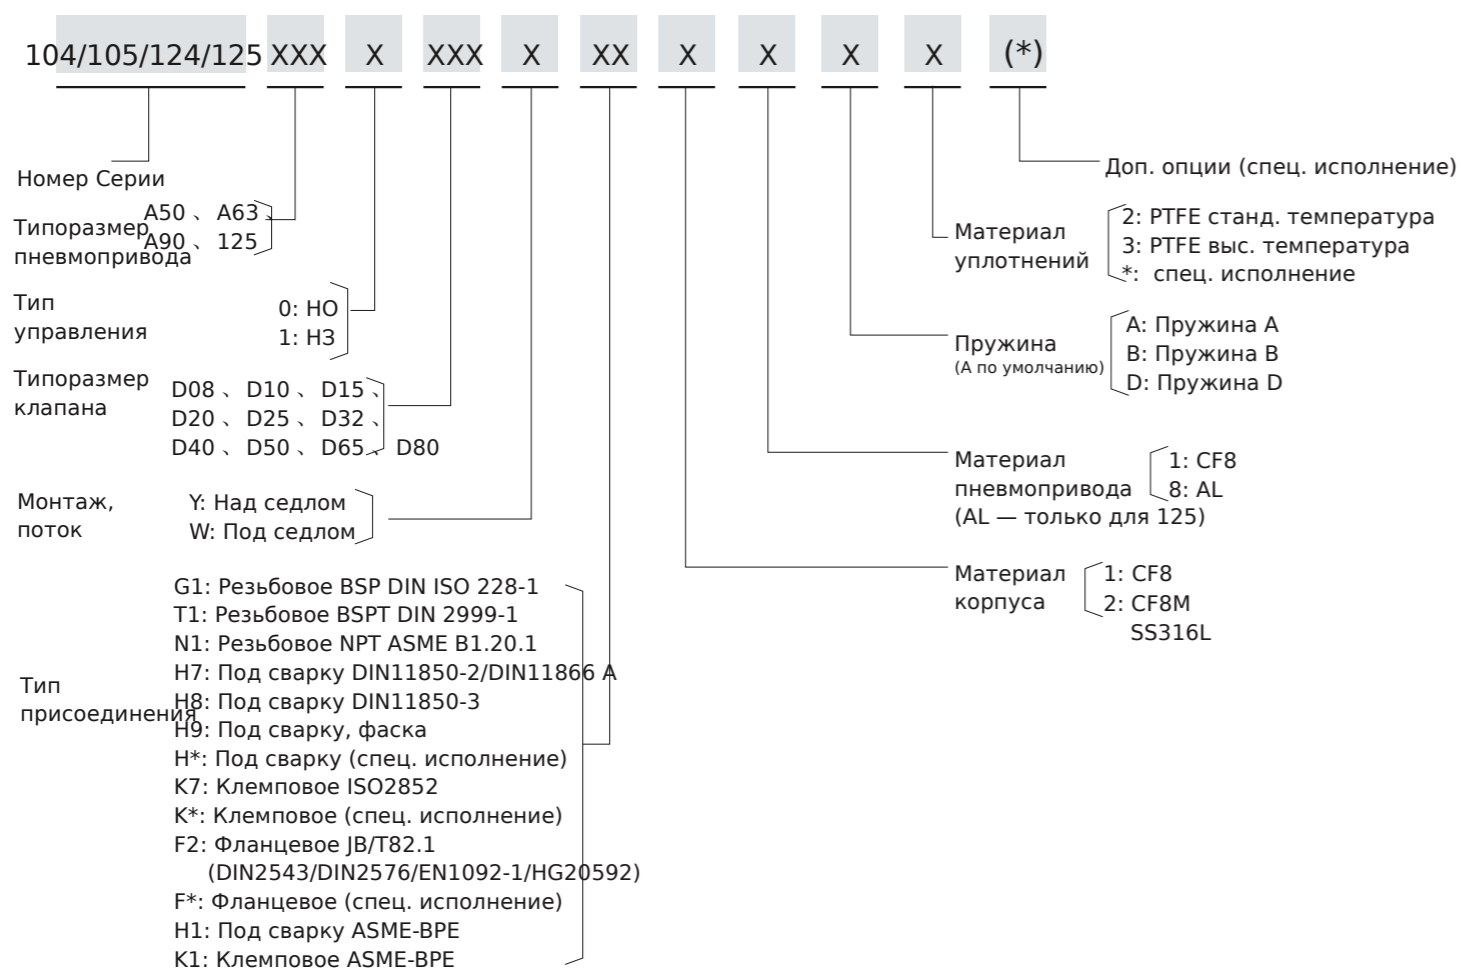 104/105/124/125 XXX X XXX X XX X X X X (*)
Номер Серии
Типоразмер
пневмопривода
A50 、 A63 、
A90 、 125
Тип
управления
0: НО
1: НЗ
Типоразмер
клапана
D08 、 D10 、 D15 、
D20 、 D25 、 D32 、
D40 、 D50 、 D65 、 D80
Монтаж,
поток
Y: Над седлом
W: Под седлом
Тип
присоединения
G1: Резьбовое BSP DIN ISO 228-1
T1: Резьбовое BSPT DIN 2999-1
N1: Резьбовое NPT ASME B1.20.1
H7: Под сварку DIN11850-2/DIN11866 A
H8: Под сварку DIN11850-3
H9: Под сварку, фаска
H*: Под сварку (спец. исполнение)
K7: Клемповое ISO2852
K*: Клемповое (спец. исполнение)
F2: Фланцевое JB/T82.1
(DIN2543/DIN2576/EN1092-1/HG20592)
F*: Фланцевое (спец. исполнение)
H1: Под сварку ASME-BPE
K1: Клемповое ASME-BPE
Доп. опции (спец. исполнение)
Материал
уплотнений
2: PTFE станд. температура
3: PTFE выс. температура
*: спец. исполнение
Пружина
(А по умолчанию)
A: Пружина A
B: Пружина B
D: Пружина D
Материал
пневмопривода
(AL — только для 125)
1: CF8
8: AL
Материал
корпуса
1: CF8
2: CF8M
SS316L